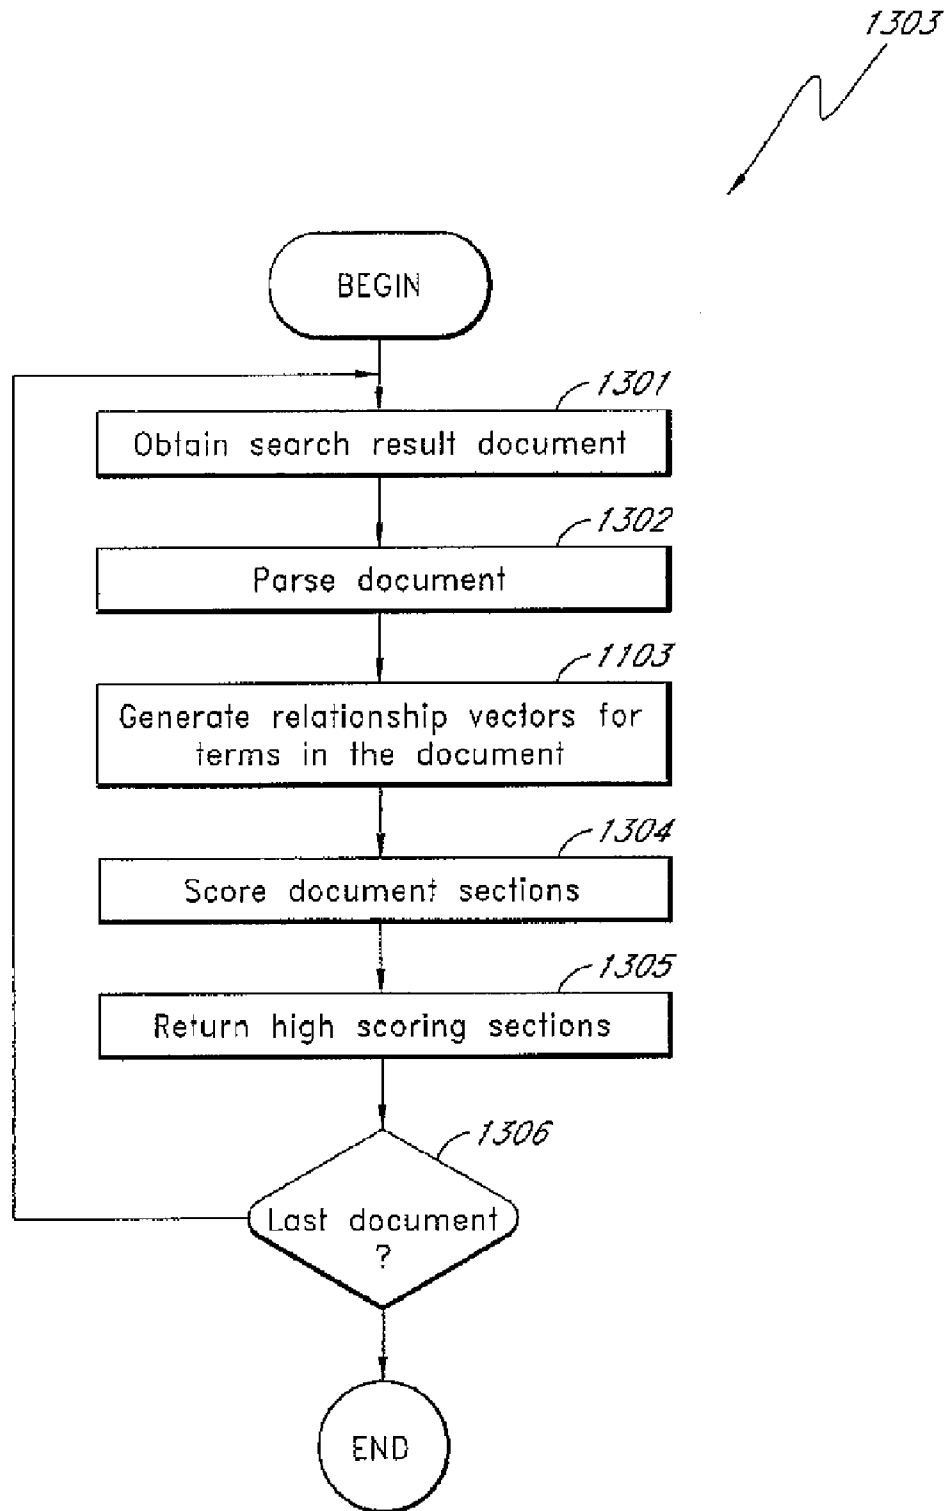 1303
BEGIN
1301
Obtain search result document
1302
Parse document
1103
Generate relationship vectors for
terms in the document
1304
Score document sections
1305
Return high scoring sections
1306
Last document
?
END